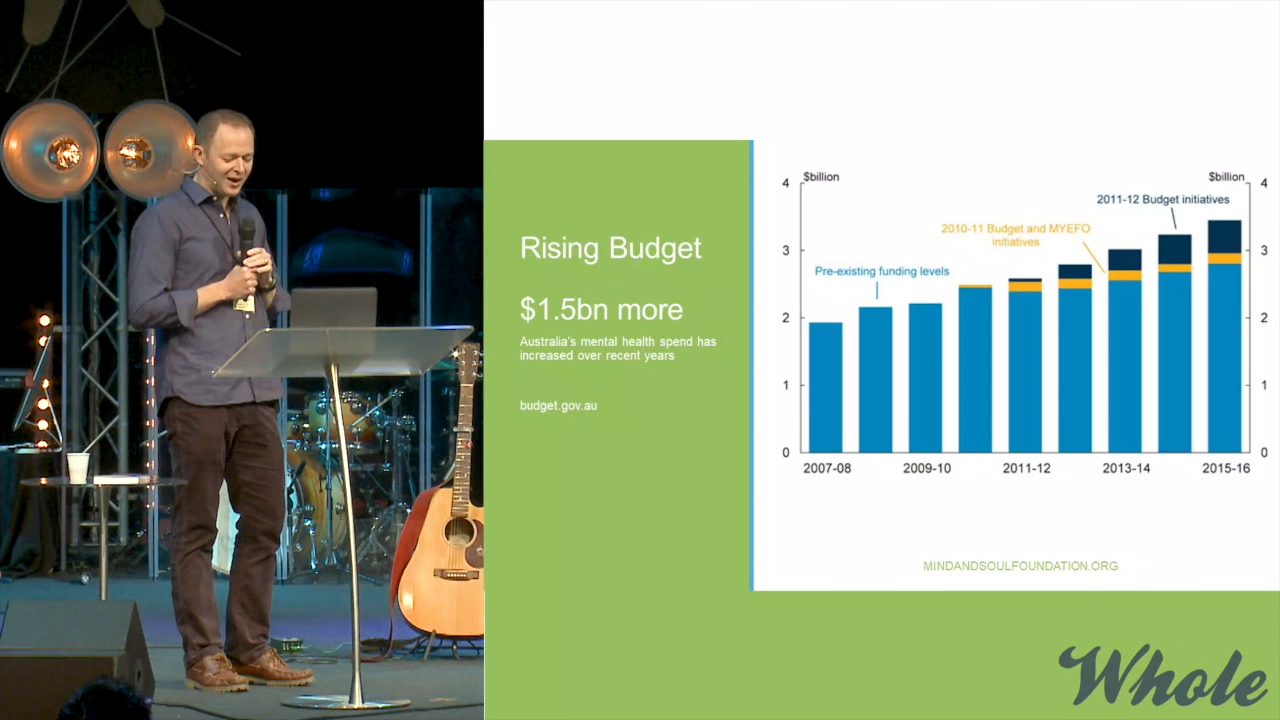 Rising Budget
$1.5bn more
Australia's mental health spend has
increased over recent years
budget.gov.au
$billion
$billion
4
3
2
1
0
4
3
2
1
0
2011-12 Budget initiatives
2010-11 Budget and MYEFO
initiatives
Pre-existing funding levels
2007-08
2009-10
2011-12
2013-14
2015-16
MINDANDSOULFOUNDATION.ORG
Whole